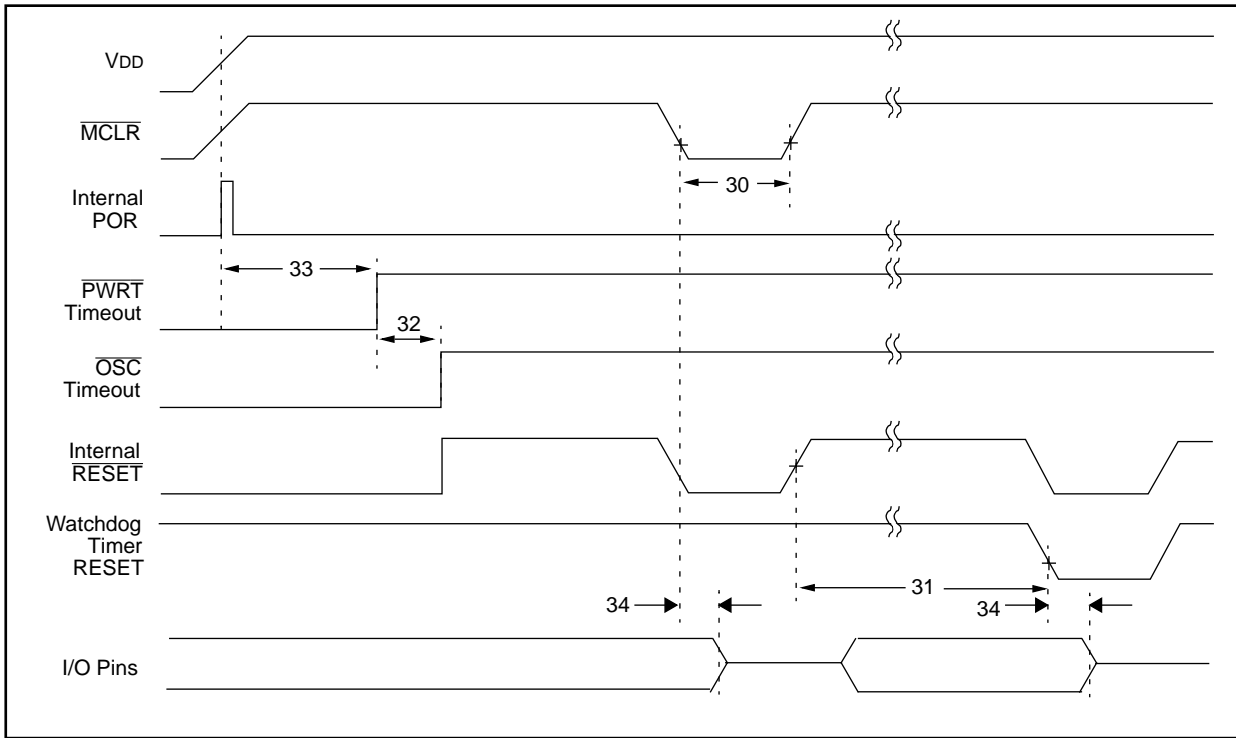 VDD
MCLR
30
Internal
POR
33
PWRT
Timeout
32
OSC
Timeout
Internal
RESET
Watchdog
Timer
RESET
31
34
34
I/O Pins